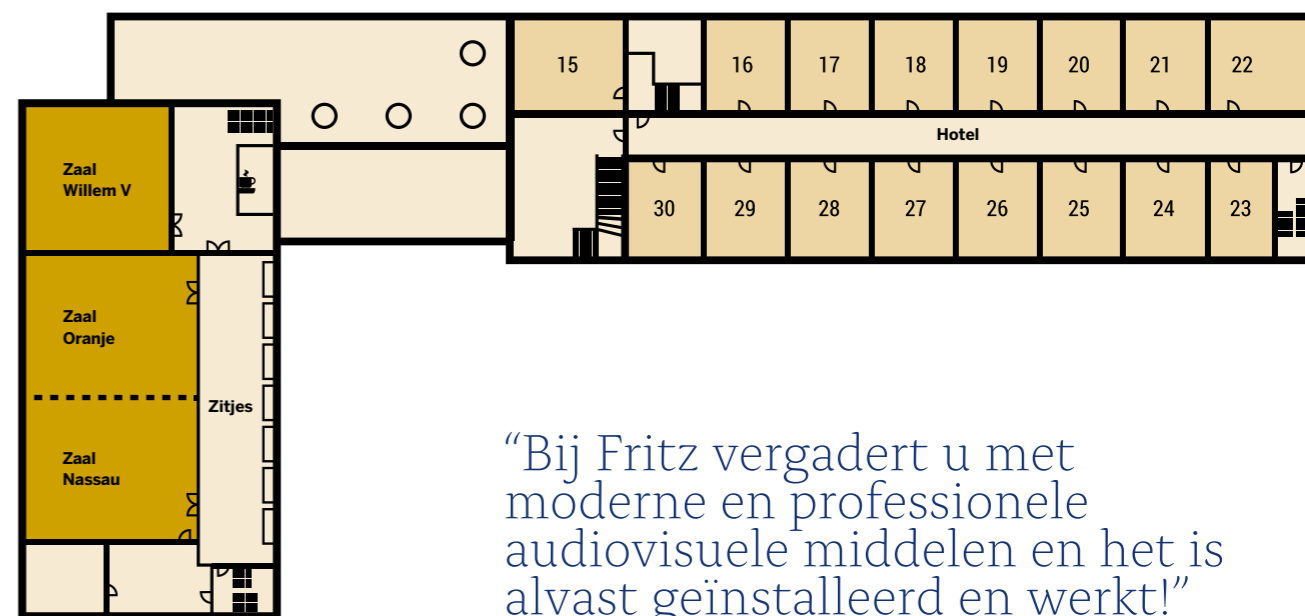 15
16
17
18
19
20
21
22
Hotel
30
29
28
27
26
25
24
23
Zaal
Willem V
Zaal
Oranje
Zitjes
Zaal
Nassau
“Bij Fritz vergadert u met
moderne en professionele
audiovisuele middelen en het is
alvast geïnstalleerd en werkt!”